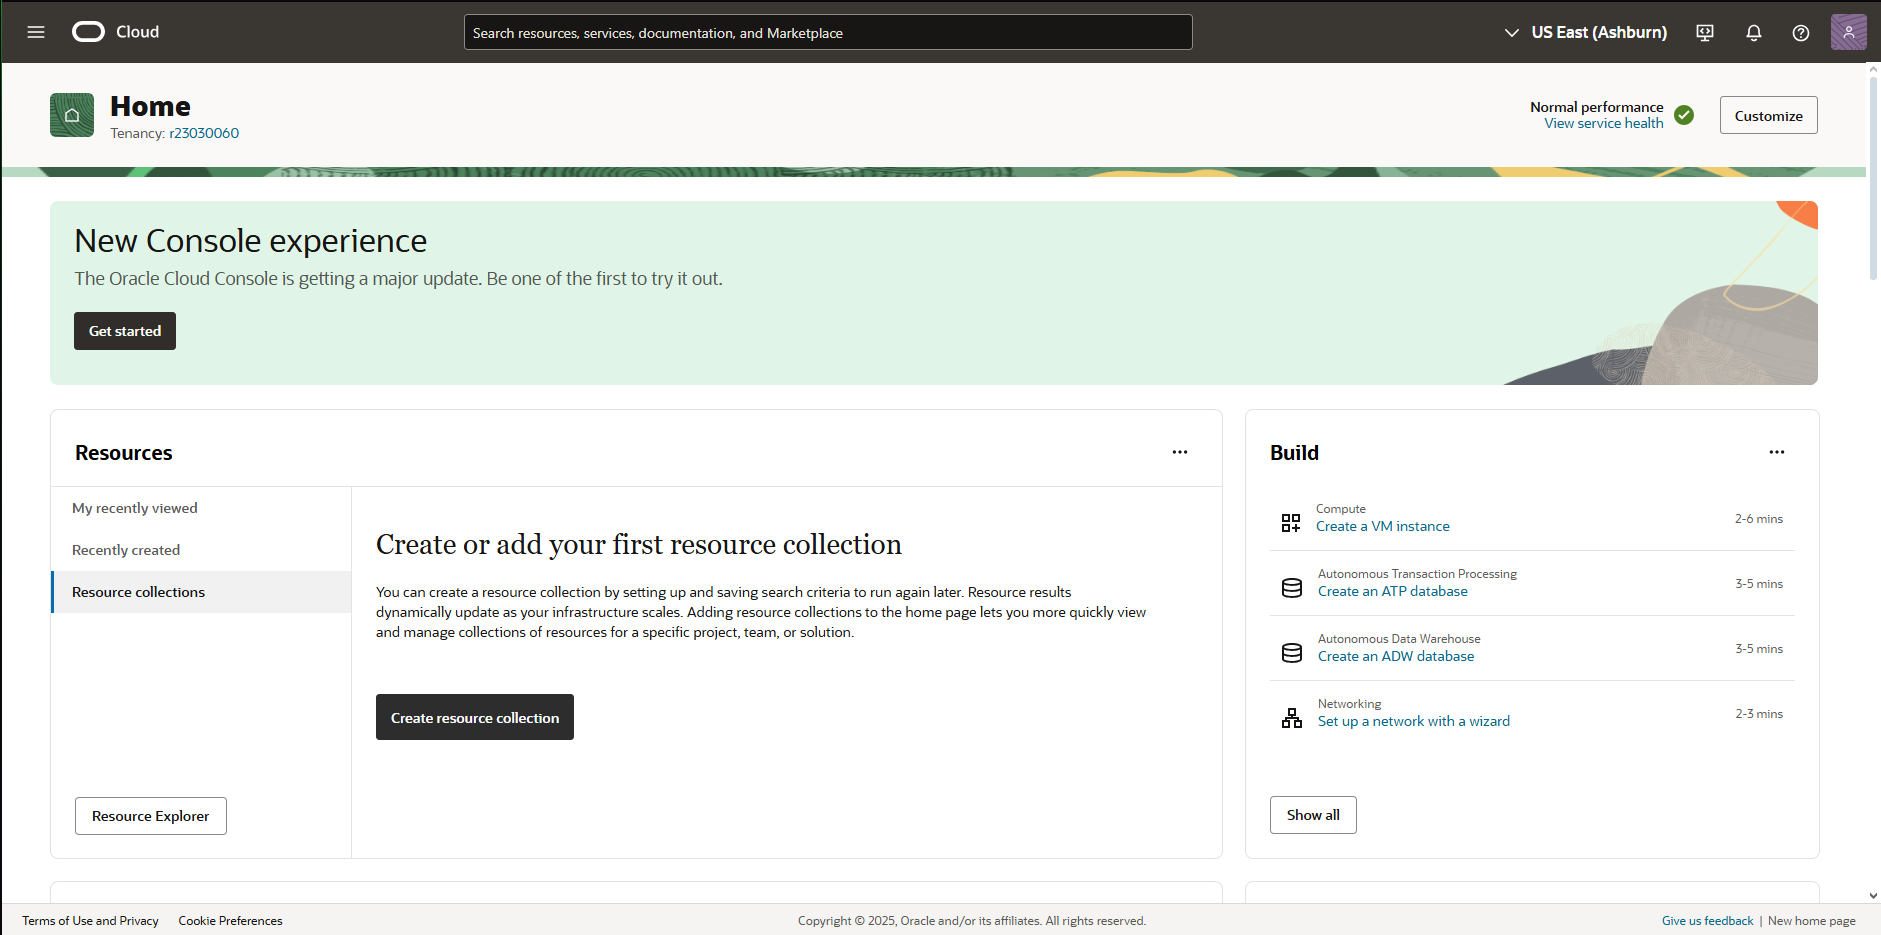 Cloud
Search resources, services, documentation, and Marketplace
US East (Ashburn)
Home
Tenancy: r23030060
Normal performance
View service health
Customize
New Console experience
The Oracle Cloud Console is getting a major update. Be one of the first to try it out.
Get started
Resources
My recently viewed
Recently created
Resource collections
Resource Explorer
Create or add your first resource collection
You can create a resource collection by setting up and saving search criteria to run again later. Resource results
dynamically update as your infrastructure scales. Adding resource collections to the home page lets you more quickly view
and manage collections of resources for a specific project, team, or solution.
Create resource collection
Build
Compute
Create a VM instance
2-6 mins
Autonomous Transaction Processing
Create an ATP database
3-5 mins
Autonomous Data Warehouse
Create an ADW database
3-5 mins
Networking
Set up a network with a wizard
2-3 mins
Show all
Terms of Use and Privacy
Cookie Preferences
Copyright © 2025, Oracle and/or its affiliates. All rights reserved.
Give us feedback | New home page